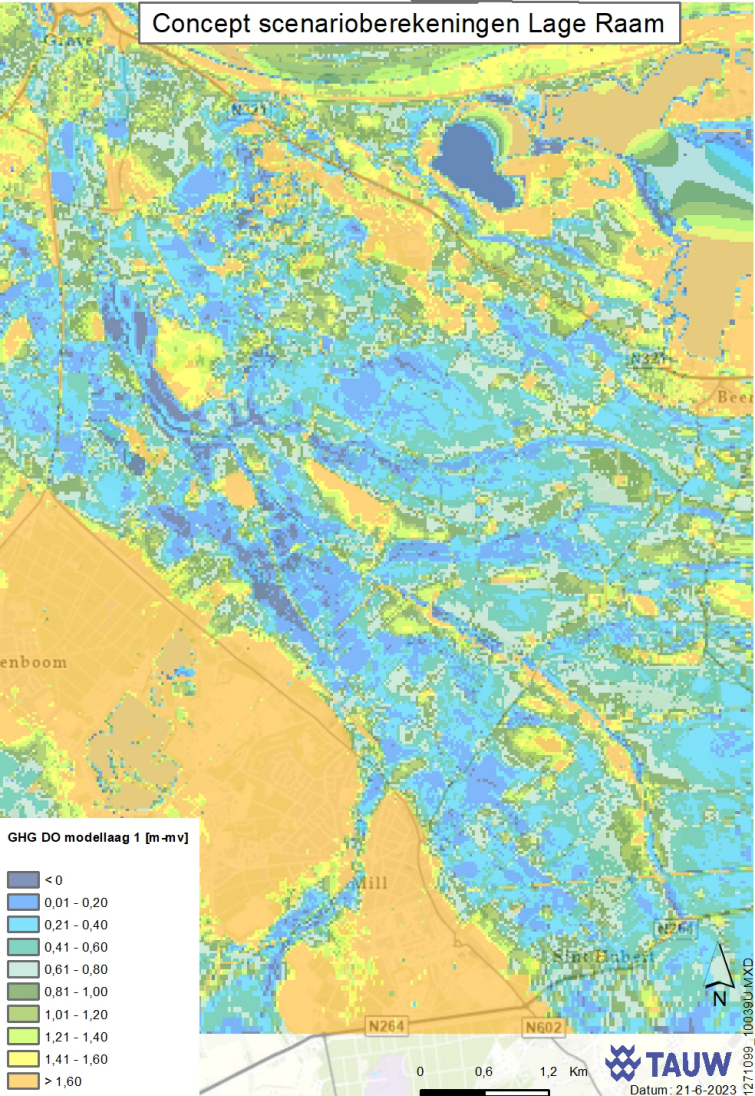 Concept scenarioberekeningen Lage Raam
Grave
N321
N321
Beer
enboom
Mill
N264
Sint Hubert
N264
N602
GHG DO modellaag 1 [m-mv]
< 0
0,01 - 0,20
0,21 - 0,40
0,41 - 0,60
0,61 - 0,80
0,81 - 1,00
1,01 - 1,20
1,21 - 1,40
1,41 - 1,60
> 1,60
0 0,6 1,2 Km
N
TAUW
Datum: 21-6-2023
1271099_10039U.MXD